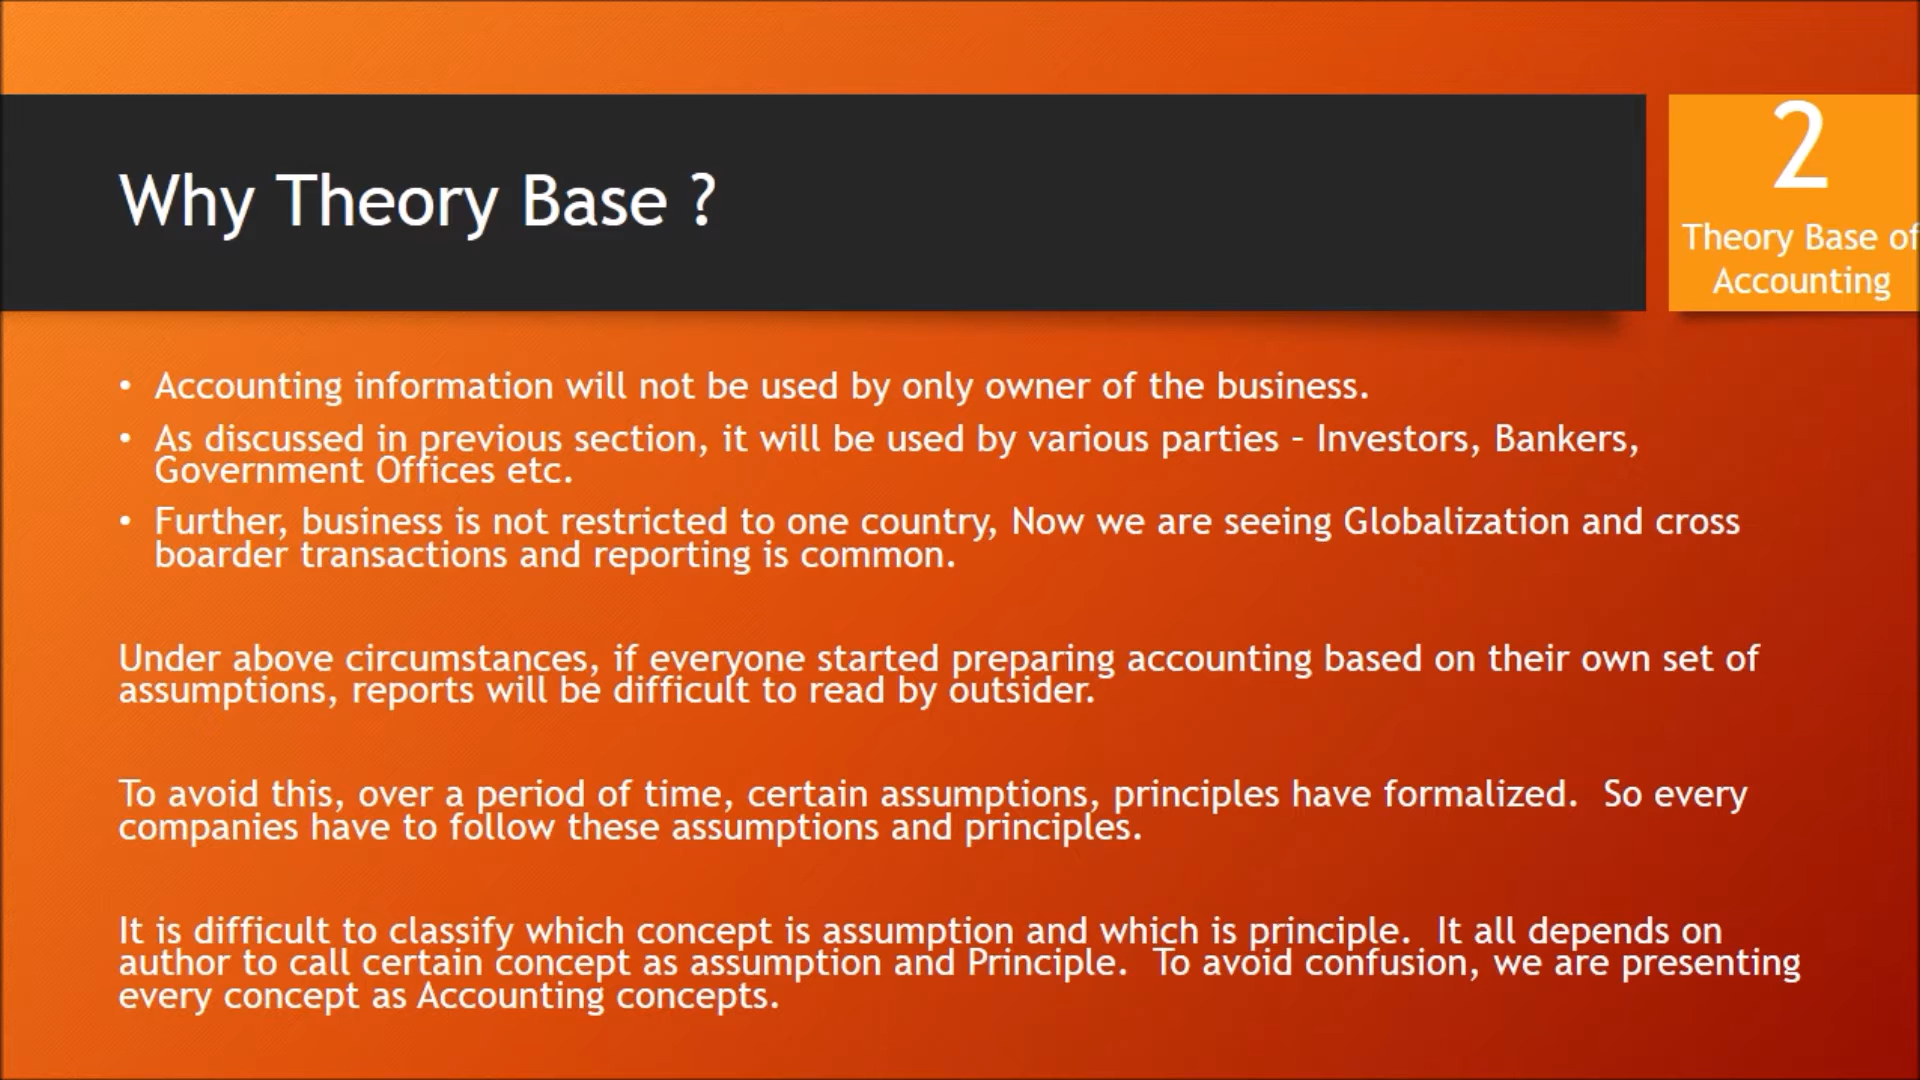 Why Theory Base ?
2
Theory Base of
Accounting
• Accounting information will not be used by only owner of the business.
• As discussed in previous section, it will be used by various parties – Investors, Bankers,
Government Offices etc.
• Further, business is not restricted to one country, Now we are seeing Globalization and cross
boarder transactions and reporting is common.
Under above circumstances, if everyone started preparing accounting based on their own set of
assumptions, reports will be difficult to read by outsider.
To avoid this, over a period of time, certain assumptions, principles have formalized.  So every
companies have to follow these assumptions and principles.
It is difficult to classify which concept is assumption and which is principle.  It all depends on
author to call certain concept as assumption and Principle.  To avoid confusion, we are presenting
every concept as Accounting concepts.